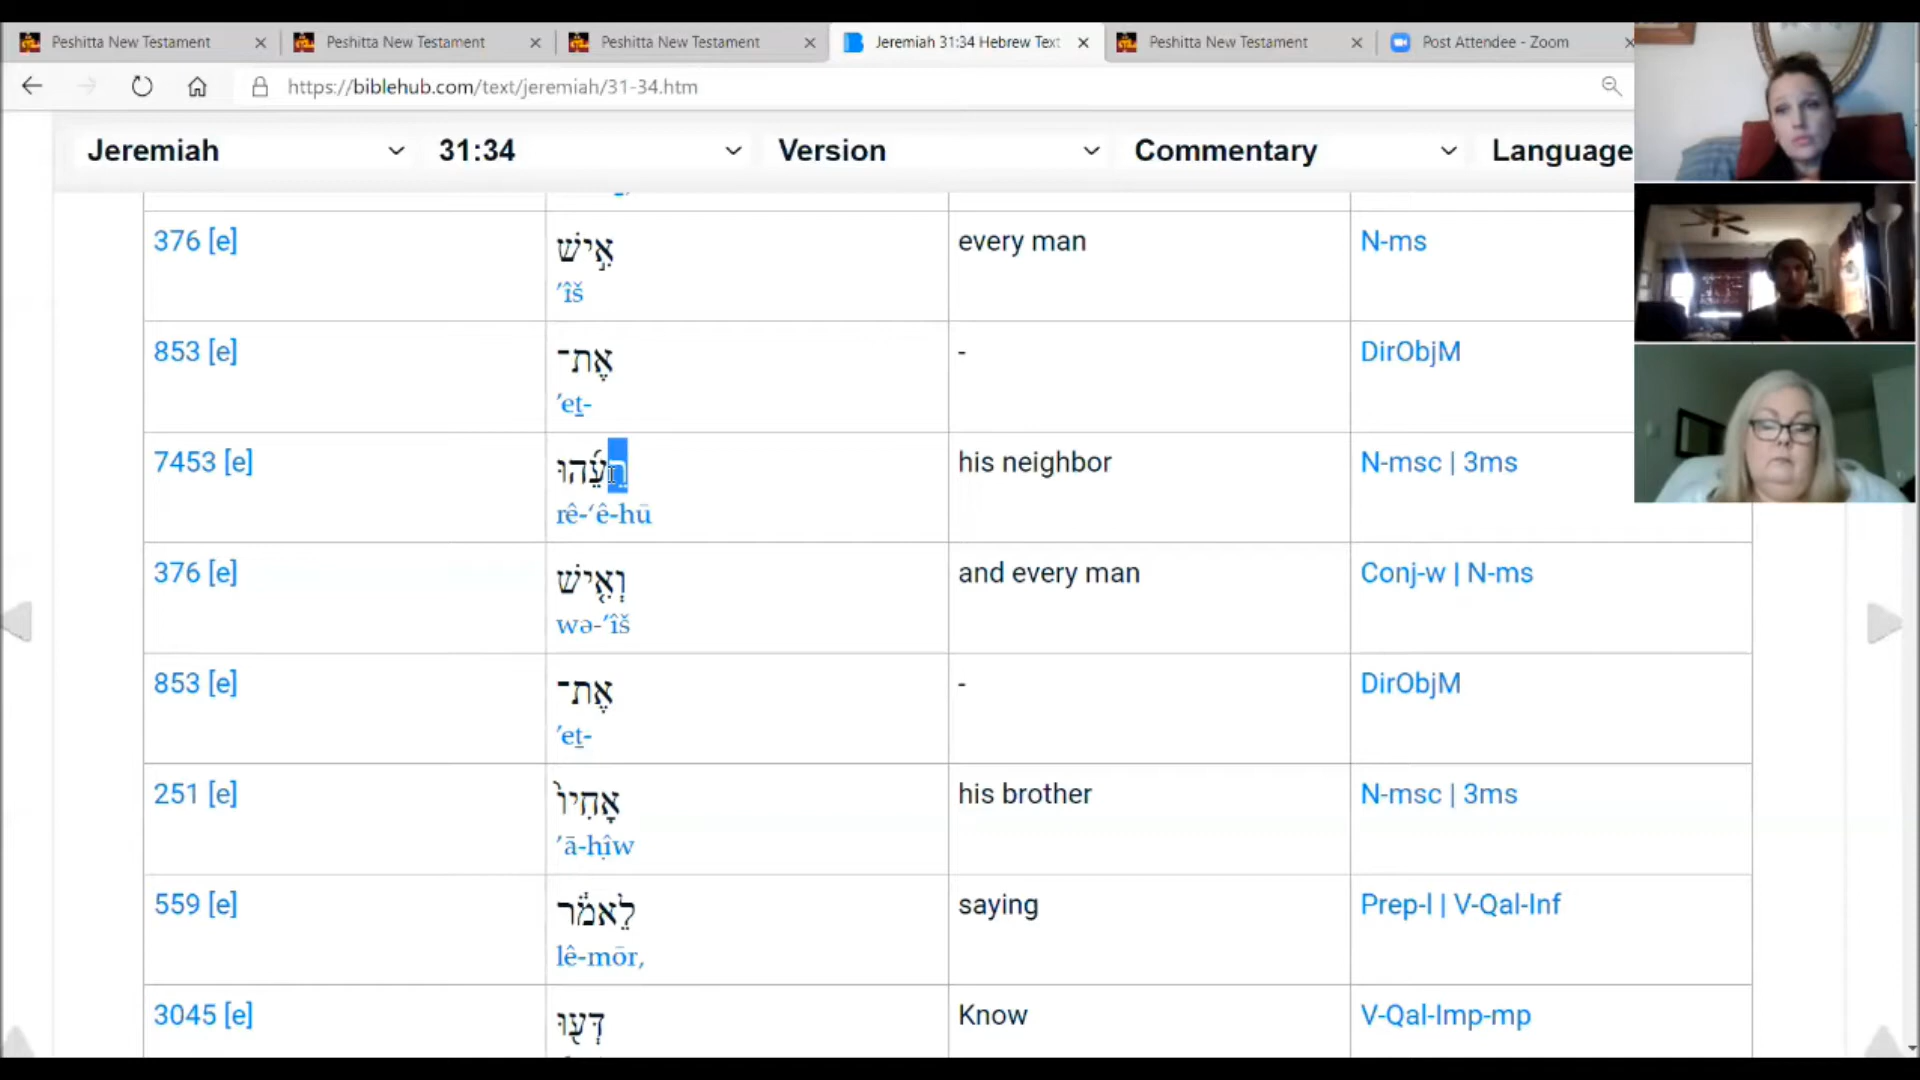 Peshitta New Testament
Peshitta New Testament
Peshitta New Testament
Jeremiah 31:34 Hebrew Text
Peshitta New Testament
Post Attendee - Zoom
https://biblehub.com/text/jeremiah/31-34.htm
Jeremiah 31:34 Version Commentary Language
376 [e] אִ֣ישׁ every man N-ms
’îš
853 [e] אֶת־ - DirObjM
’eṯ-
7453 [e] רֵעֵ֜הוּ his neighbor N-msc | 3ms
rê-‘ê-hū
376 [e] וְאִ֤ישׁ and every man Conj-w | N-ms
wə-’îš
853 [e] אֶת־ - DirObjM
’eṯ-
251 [e] אָחִיו֙ his brother N-msc | 3ms
’ā-ḥîw
559 [e] לֵאמֹ֔ר saying Prep-l | V-Qal-Inf
lê-mōr,
3045 [e] דְּע֖וּ Know V-Qal-Imp-mp